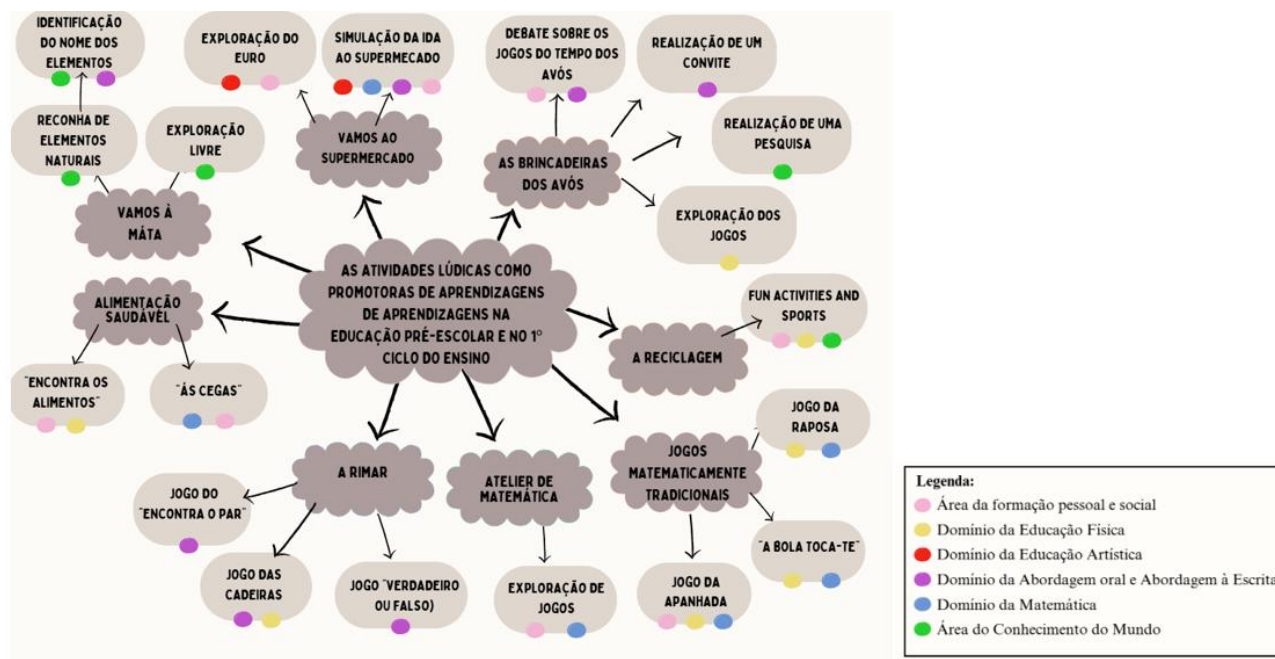 IDENTIFICAÇÃO
DO NOME DOS
ELEMENTOS
RECONHA DE
ELEMENTOS
NATURAIS
EXPLORAÇÃO
LIVRE
VAMOS À
MÁTA
EXPLORAÇÃO DO
EURO
SIMULAÇÃO DA IDA
AO SUPERMECADO
VAMOS AO
SUPERMERCADO
DEBATE SOBRE OS
JOGOS DO TEMPO DOS
AVÓS
REALIZAÇÃO DE UM
CONVITE
REALIZAÇÃO DE UMA
PESQUISA
AS BRINCADEIRAS
DOS AVÓS
EXPLORAÇÃO DOS
JOGOS
AS ATIVIDADES LÚDICAS COMO
PROMOTORAS DE APRENDIZAGENS
DE APRENDIZAGENS NA
EDUCAÇÃO PRÉ-ESCOLAR E NO 1º
CICLO DO ENSINO
ALIMENTAÇÃO
SAUDÁVEL
"ENCONTRA OS
ALIMENTOS"
"ÀS CEGAS"
FUN ACTIVITIES AND
SPORTS
A RECICLAGEM
JOGO DA
RAPOSA
JOGOS
MATEMATICAMENTE
TRADICIONAIS
"A BOLA TOCA-TE"
JOGO DA
APANHADA
ATELIER DE
MATEMÁTICA
EXPLORAÇÃO DE
JOGOS
A RIMAR
JOGO DO
"ENCONTRA O PAR"
JOGO DAS
CADEIRAS
JOGO "VERDADEIRO
OU FALSO)
Legenda:
Área da formação pessoal e social
Domínio da Educação Física
Domínio da Educação Artística
Domínio da Abordagem oral e Abordagem à Escrita
Domínio da Matemática
Área do Conhecimento do Mundo